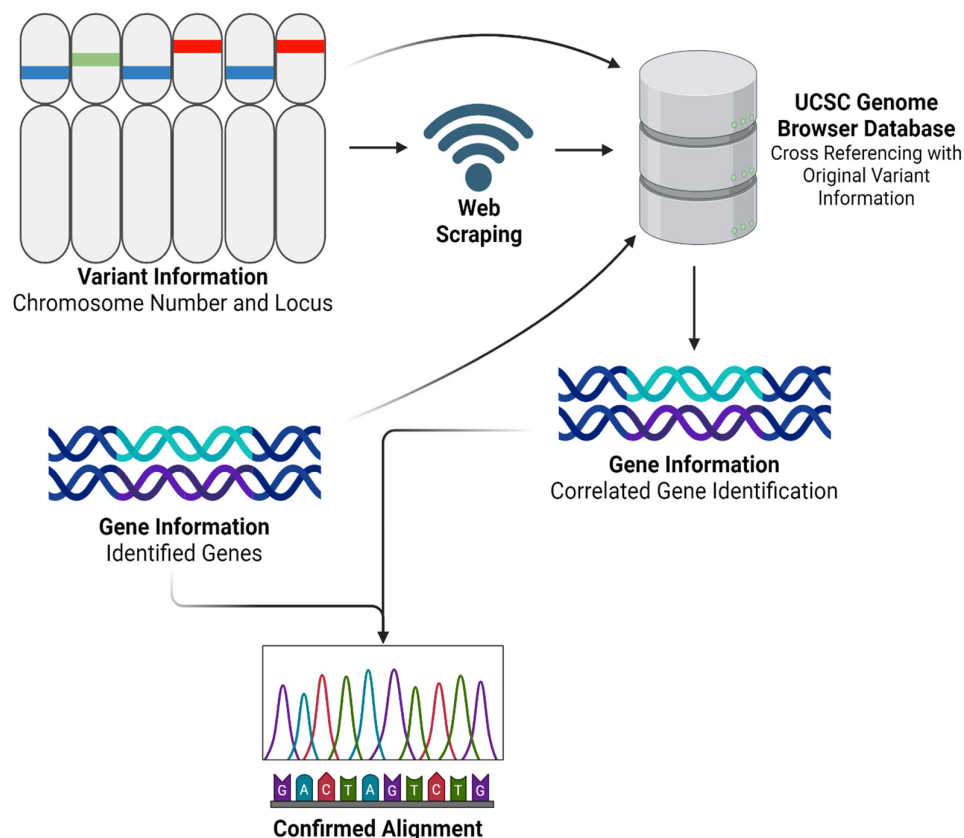 Variant Information
Chromosome Number and Locus
Web
Scraping
UCSC Genome
Browser Database
Cross Referencing with
Original Variant
Information
Gene Information
Correlated Gene Identification
Gene Information
Identified Genes
G A C T A G T C T G
Confirmed Alignment